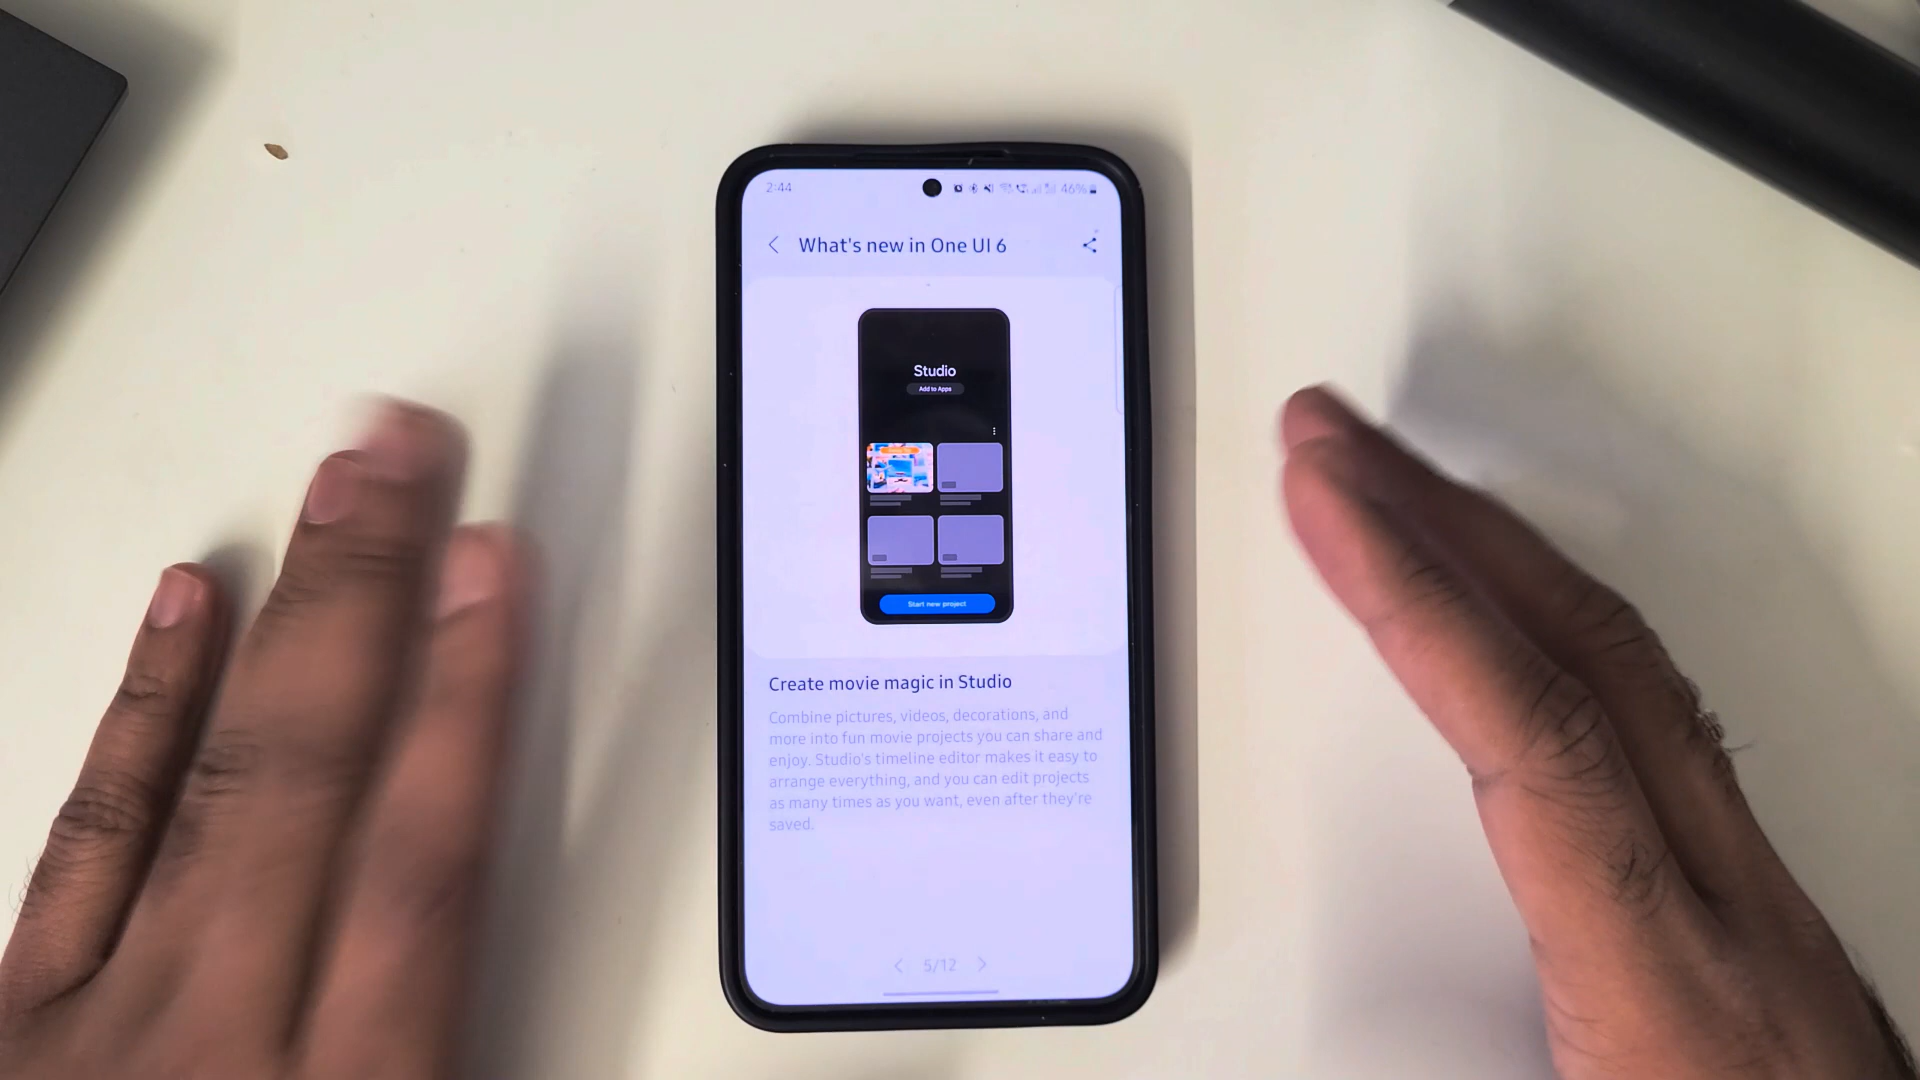 2:44
46%
What's new in One UI 6
Studio
Add to Apps
Start new project
Create movie magic in Studio
Combine pictures, videos, decorations, and
more into fun movie projects you can share and
enjoy. Studio's timeline editor makes it easy to
arrange everything, and you can edit projects
as many times as you want, even after they're
saved.
5/12